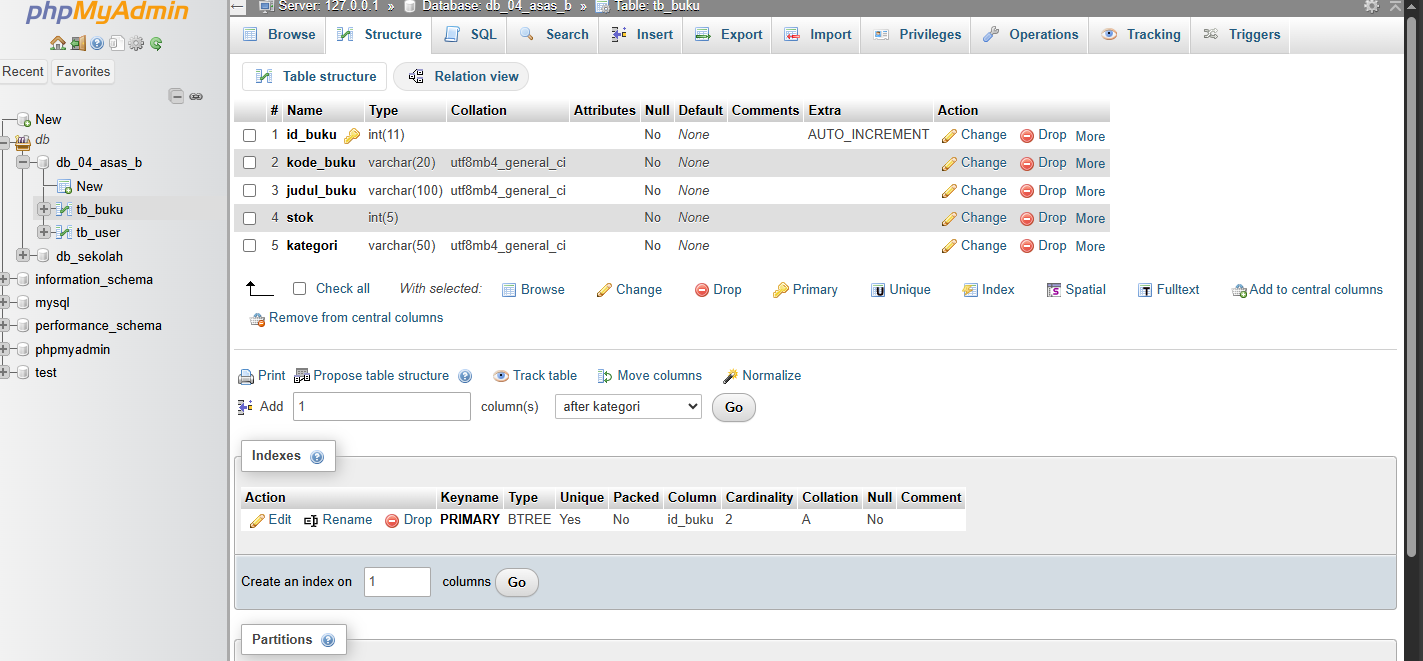 phpMyAdmin
Recent Favorites
New
db
db_04_asas_b
New
tb_buku
tb_user
db_sekolah
information_schema
mysql
performance_schema
phpmyadmin
test
Server: 127.0.0.1 » Database: db_04_asas_b » Table: tb_buku
Browse Structure SQL Search Insert Export Import Privileges Operations Tracking Triggers
Table structure Relation view
# Name Type Collation Attributes Null Default Comments Extra Action
1 id_buku int(11) No None AUTO_INCREMENT Change Drop More
2 kode_buku varchar(20) utf8mb4_general_ci No None Change Drop More
3 judul_buku varchar(100) utf8mb4_general_ci No None Change Drop More
4 stok int(5) No None Change Drop More
5 kategori varchar(50) utf8mb4_general_ci No None Change Drop More
Check all With selected: Browse Change Drop Primary Unique Index Spatial Fulltext Add to central columns
Remove from central columns
Print Propose table structure Track table Move columns Normalize
Add 1 column(s) after kategori Go
Indexes
Action Keyname Type Unique Packed Column Cardinality Collation Null Comment
Edit Rename Drop PRIMARY BTREE Yes No id_buku 2 A No
Create an index on 1 columns Go
Partitions